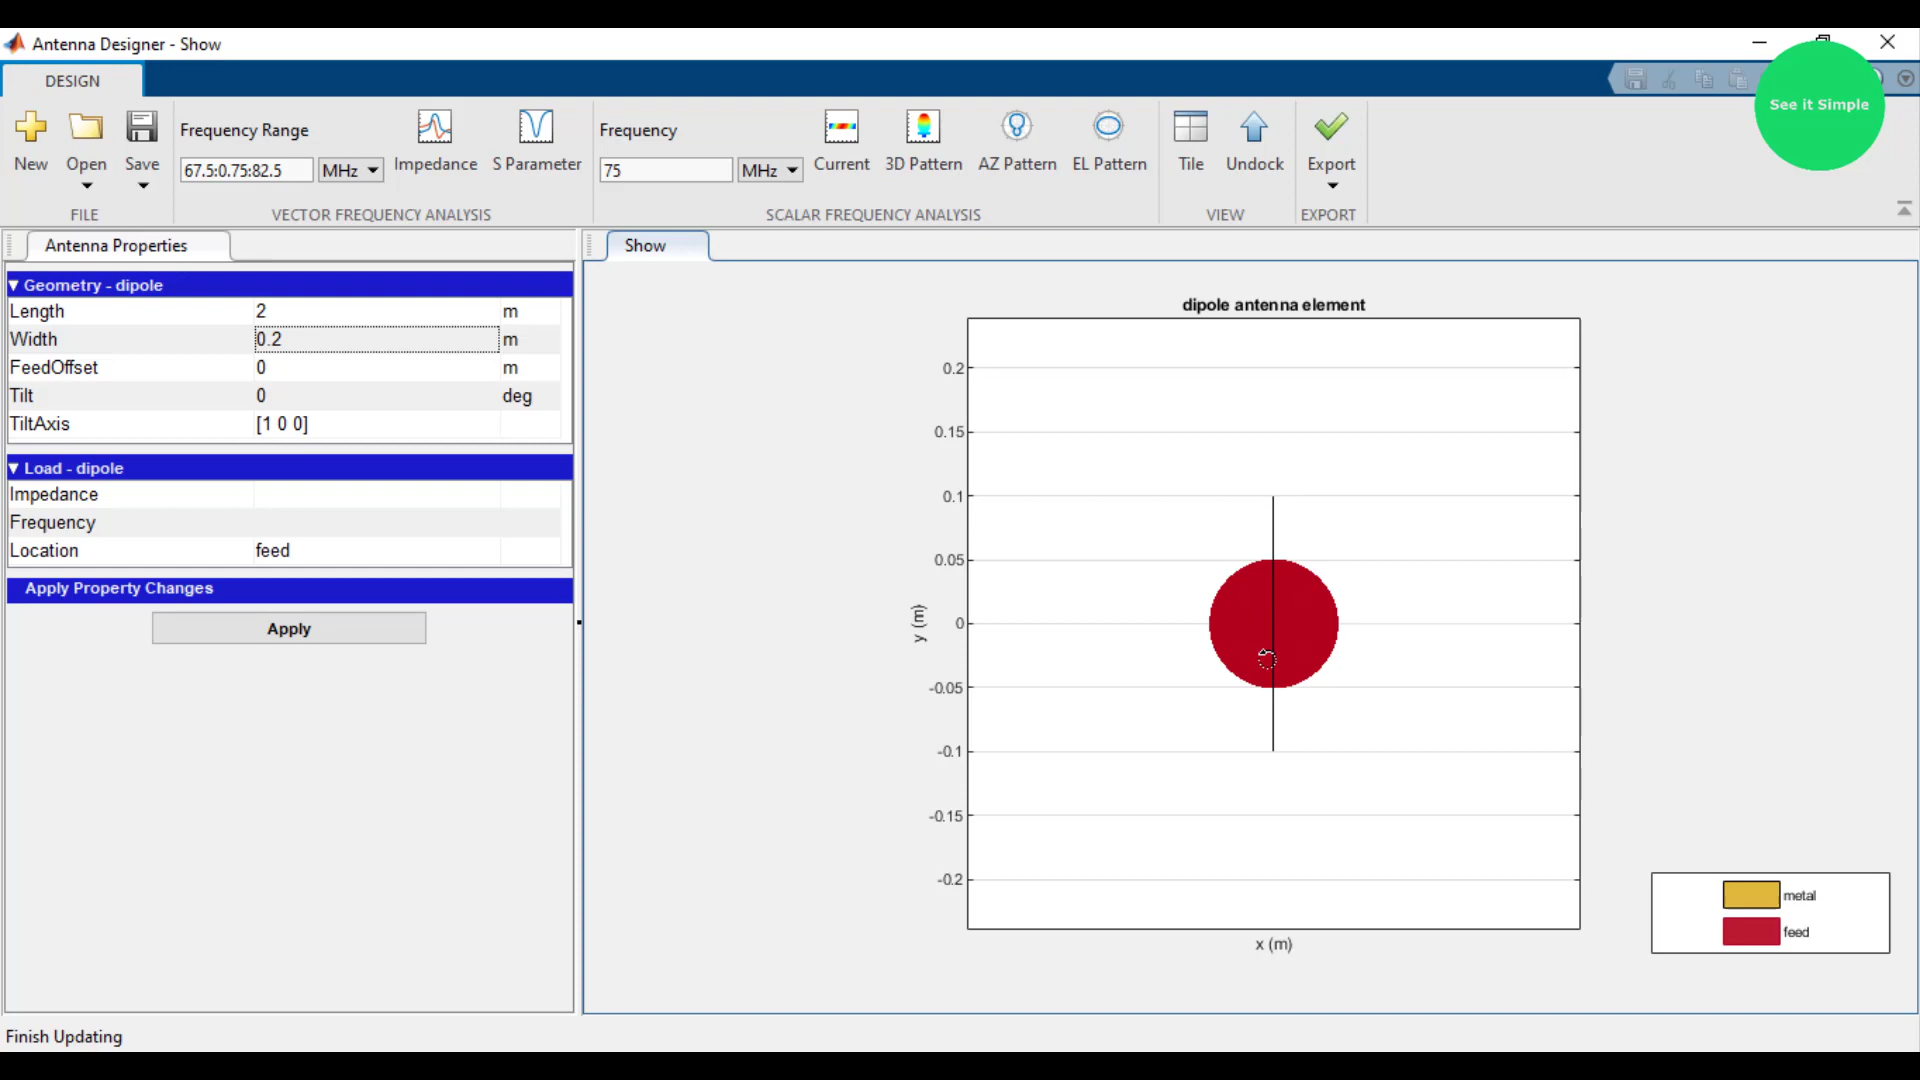 Antenna Designer - Show
See it Simple
DESIGN
New
Open
Save
FILE
Frequency Range
67.5:0.75:82.5
MHz
Impedance
S Parameter
VECTOR FREQUENCY ANALYSIS
Frequency
75
MHz
Current
3D Pattern
AZ Pattern
EL Pattern
SCALAR FREQUENCY ANALYSIS
Tile
Undock
VIEW
Export
EXPORT
Antenna Properties
Geometry - dipole
Length 2 m
Width 0.2 m
FeedOffset 0 m
Tilt 0 deg
TiltAxis [1 0 0]
Load - dipole
Impedance
Frequency
Location feed
Apply Property Changes
Apply
Show
dipole antenna element
0.2
0.15
0.1
0.05
0
-0.05
-0.1
-0.15
-0.2
y (m)
x (m)
metal
feed
Finish Updating